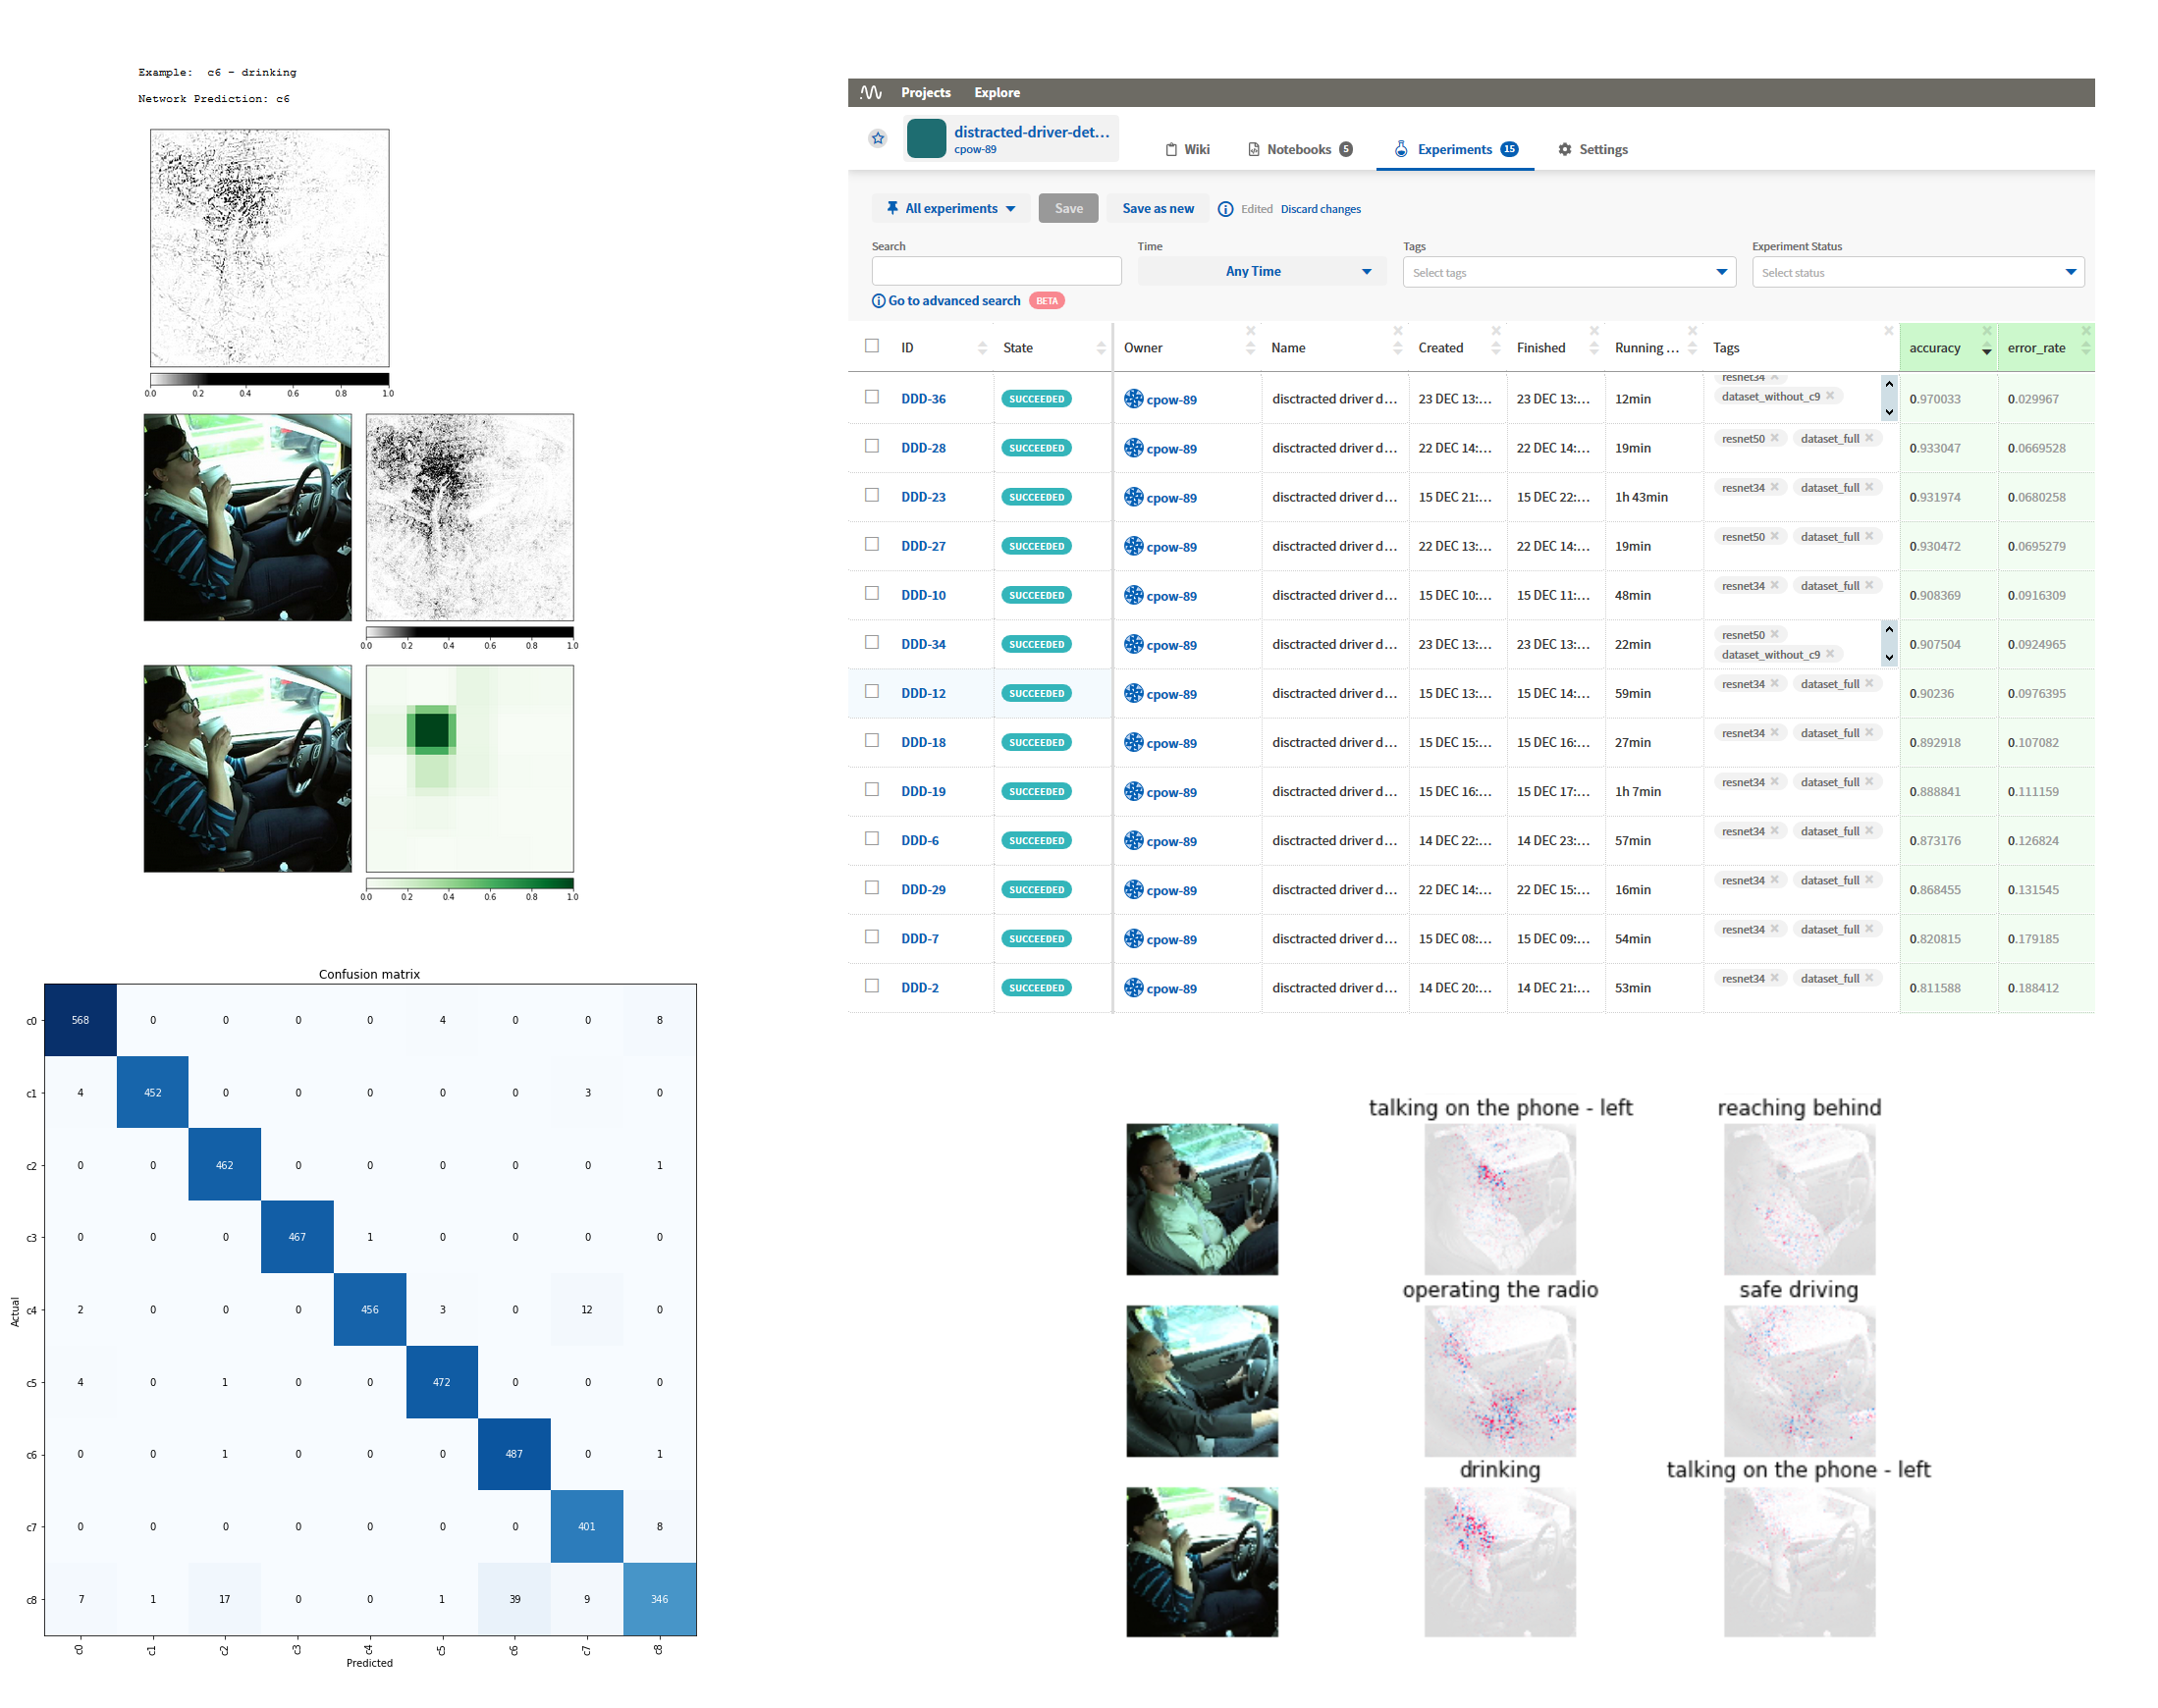 Example:  c6 - drinking
Network Prediction: c6
0.0 0.2 0.4 0.6 0.8 1.0
0.0 0.2 0.4 0.6 0.8 1.0
0.0 0.2 0.4 0.6 0.8 1.0
Projects Explore
distracted-driver-det...
cpow-89
Wiki Notebooks 5 Experiments 15 Settings
All experiments Save Save as new Edited Discard changes
Search Time Tags Experiment Status
Any Time Select tags Select status
Go to advanced search BETA
ID State Owner Name Created Finished Running ... Tags accuracy error_rate
resnet34
DDD-36 SUCCEEDED cpow-89 disctracted driver d... 23 DEC 13:... 23 DEC 13:... 12min dataset_without_c9 0.970033 0.029967
DDD-28 SUCCEEDED cpow-89 disctracted driver d... 22 DEC 14:... 22 DEC 14:... 19min resnet50 dataset_full 0.933047 0.0669528
DDD-23 SUCCEEDED cpow-89 disctracted driver d... 15 DEC 21:... 15 DEC 22:... 1h 43min resnet34 dataset_full 0.931974 0.0680258
DDD-27 SUCCEEDED cpow-89 disctracted driver d... 22 DEC 13:... 22 DEC 14:... 19min resnet50 dataset_full 0.930472 0.0695279
DDD-10 SUCCEEDED cpow-89 disctracted driver d... 15 DEC 10:... 15 DEC 11:... 48min resnet34 dataset_full 0.908369 0.0916309
DDD-34 SUCCEEDED cpow-89 disctracted driver d... 23 DEC 13:... 23 DEC 13:... 22min resnet50 dataset_without_c9 0.907504 0.0924965
DDD-12 SUCCEEDED cpow-89 disctracted driver d... 15 DEC 13:... 15 DEC 14:... 59min resnet34 dataset_full 0.90236 0.0976395
DDD-18 SUCCEEDED cpow-89 disctracted driver d... 15 DEC 15:... 15 DEC 16:... 27min resnet34 dataset_full 0.892918 0.107082
DDD-19 SUCCEEDED cpow-89 disctracted driver d... 15 DEC 16:... 15 DEC 17:... 1h 7min resnet34 dataset_full 0.888841 0.111159
DDD-6 SUCCEEDED cpow-89 disctracted driver d... 14 DEC 22:... 14 DEC 23:... 57min resnet34 dataset_full 0.873176 0.126824
DDD-29 SUCCEEDED cpow-89 disctracted driver d... 22 DEC 14:... 22 DEC 15:... 16min resnet34 dataset_full 0.868455 0.131545
DDD-7 SUCCEEDED cpow-89 disctracted driver d... 15 DEC 08:... 15 DEC 09:... 54min resnet34 dataset_full 0.820815 0.179185
DDD-2 SUCCEEDED cpow-89 disctracted driver d... 14 DEC 20:... 14 DEC 21:... 53min resnet34 dataset_full 0.811588 0.188412
Confusion matrix
c0 568 0 0 0 0 4 0 0 8
c1 4 452 0 0 0 0 0 3 0
c2 0 0 462 0 0 0 0 0 1
c3 0 0 0 467 1 0 0 0 0
Actual
c4 2 0 0 0 456 3 0 12 0
c5 4 0 1 0 0 472 0 0 0
c6 0 0 1 0 0 0 487 0 1
c7 0 0 0 0 0 0 0 401 8
c8 7 1 17 0 0 1 39 9 346
c0 c1 c2 c3 c4 c5 c6 c7 c8
Predicted
talking on the phone - left reaching behind
operating the radio safe driving
drinking talking on the phone - left